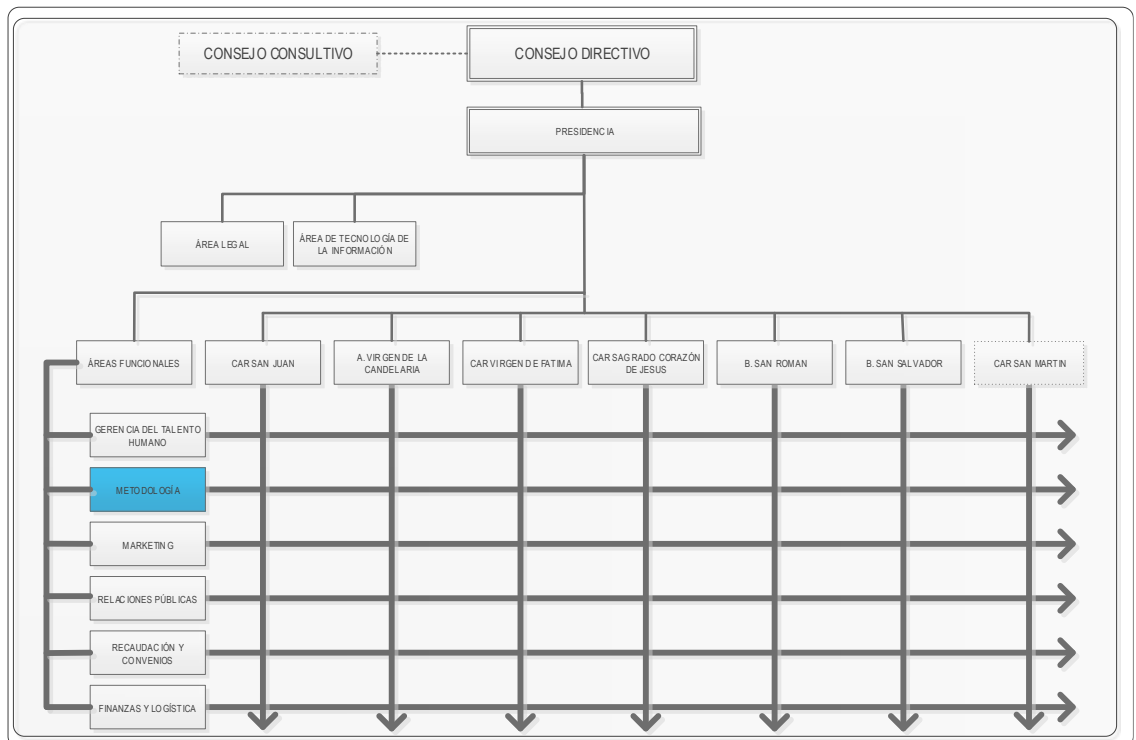 CONSEJO CONSULTIVO
CONSEJO DIRECTIVO
PRESIDENCIA
ÁREA LEGAL
ÁREA DE TECNOLOGÍA DE
LA INFORMACIÓN
ÁREAS FUNCIONALES
CAR SAN JUAN
A. VIRGEN DE LA
CANDELARIA
CAR VIRGEN DE FATIMA
CAR SAGRADO CORAZÓN
DE JESUS
B. SAN ROMAN
B. SAN SALVADOR
CAR SAN MARTIN
GERENCIA DEL TALENTO
HUMANO
METODOLOGÍA
MARKETING
RELACIONES PÚBLICAS
RECAUDACIÓN Y
CONVENIOS
FINANZAS Y LOGÍSTICA